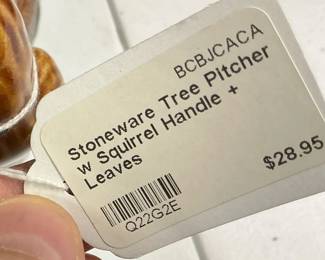 BCBJCACA
Stoneware Tree Pitcher
w Squirrel Handle +
Leaves
$28.95
Q22G2E